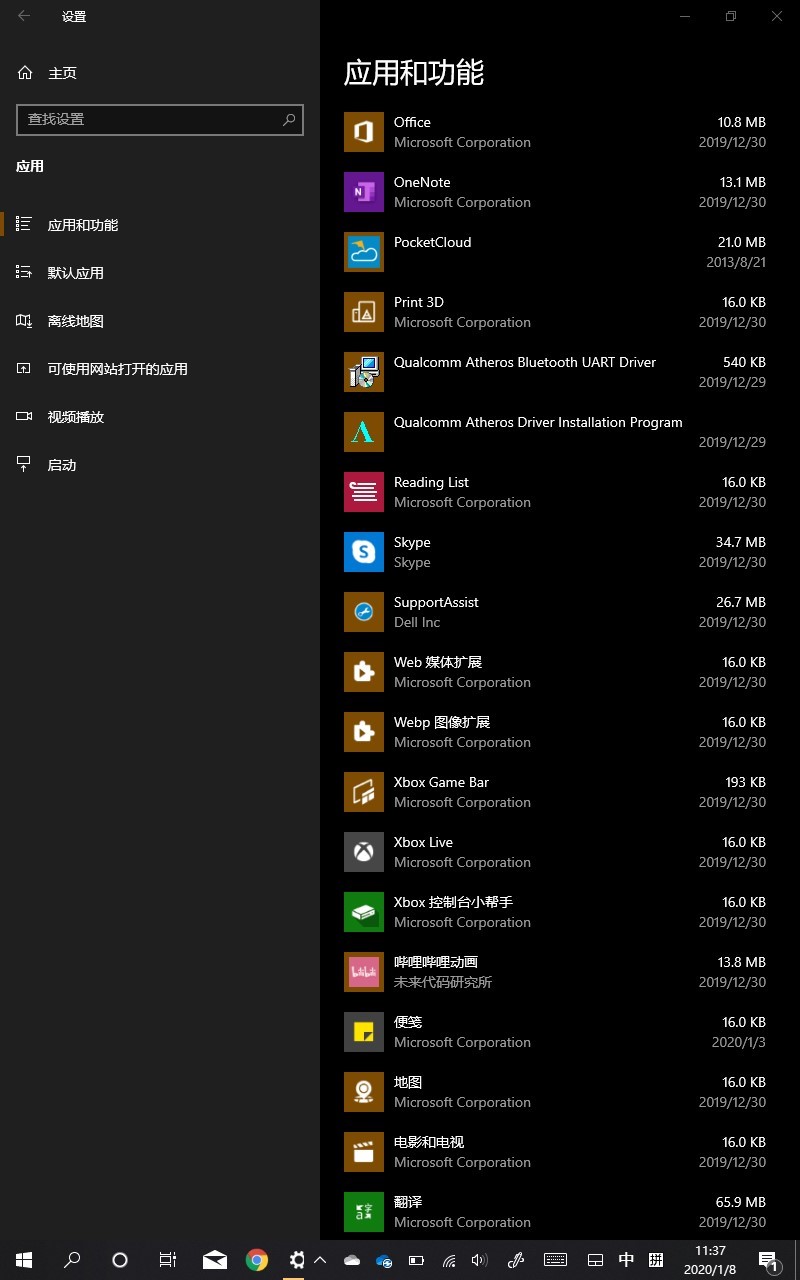 设置
主页
查找设置
应用
应用和功能
默认应用
离线地图
可使用网站打开的应用
视频播放
启动
应用和功能
Office 10.8 MB
Microsoft Corporation 2019/12/30
OneNote 13.1 MB
Microsoft Corporation 2019/12/30
PocketCloud 21.0 MB
2013/8/21
Print 3D 16.0 KB
Microsoft Corporation 2019/12/30
Qualcomm Atheros Bluetooth UART Driver 540 KB
2019/12/29
Qualcomm Atheros Driver Installation Program
2019/12/29
Reading List 16.0 KB
Microsoft Corporation 2019/12/30
Skype 34.7 MB
Skype 2019/12/30
SupportAssist 26.7 MB
Dell Inc 2019/12/30
Web 媒体扩展 16.0 KB
Microsoft Corporation 2019/12/30
Webp 图像扩展 16.0 KB
Microsoft Corporation 2019/12/30
Xbox Game Bar 193 KB
Microsoft Corporation 2019/12/30
Xbox Live 16.0 KB
Microsoft Corporation 2019/12/30
Xbox 控制台小帮手 16.0 KB
Microsoft Corporation 2019/12/30
哔哩哔哩动画 13.8 MB
未来代码研究所 2019/12/30
便笺 16.0 KB
Microsoft Corporation 2020/1/3
地图 16.0 KB
Microsoft Corporation 2019/12/30
电影和电视 16.0 KB
Microsoft Corporation 2019/12/30
翻译 65.9 MB
Microsoft Corporation 2019/12/30
中 拼 11:37
2020/1/8 1